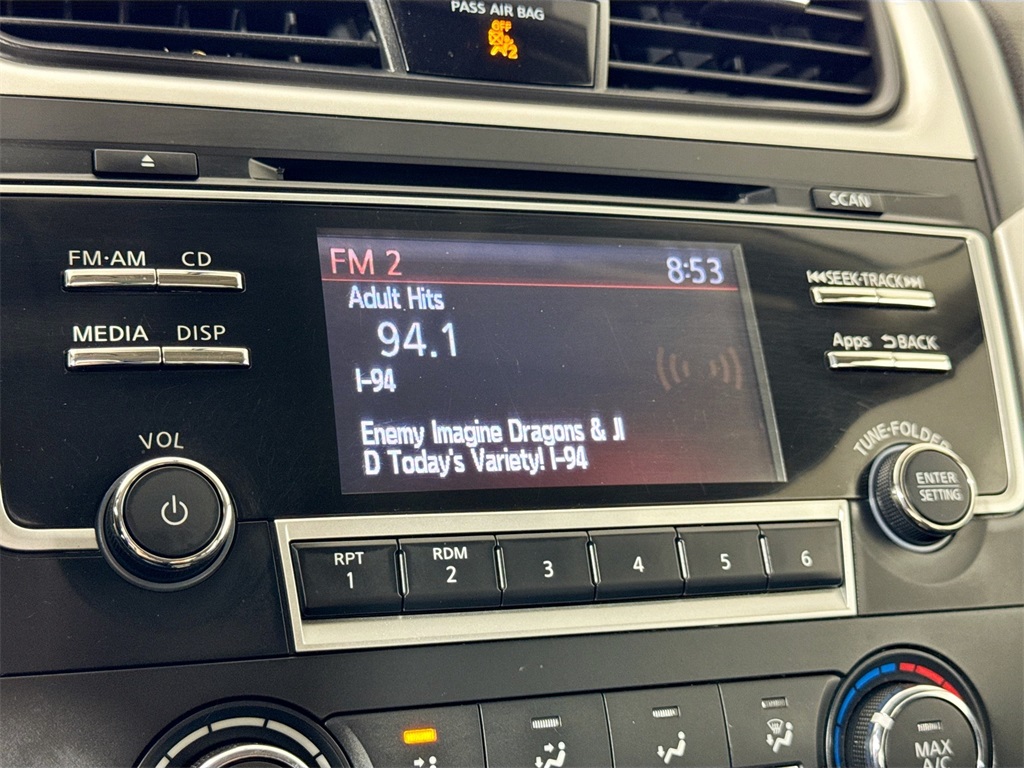 PASS AIR BAG
OFF
2
SCAN
FM·AM CD
MEDIA DISP
FM 2 8:53
Adult Hits
94.1
I-94
Enemy Imagine Dragons & JI
D Today's Variety! I-94
SEEK·TRACK
Apps BACK
VOL
TUNE·FOLDER
ENTER
SETTING
RPT
1
RDM
2
3
4
5
6
MAX
A/C